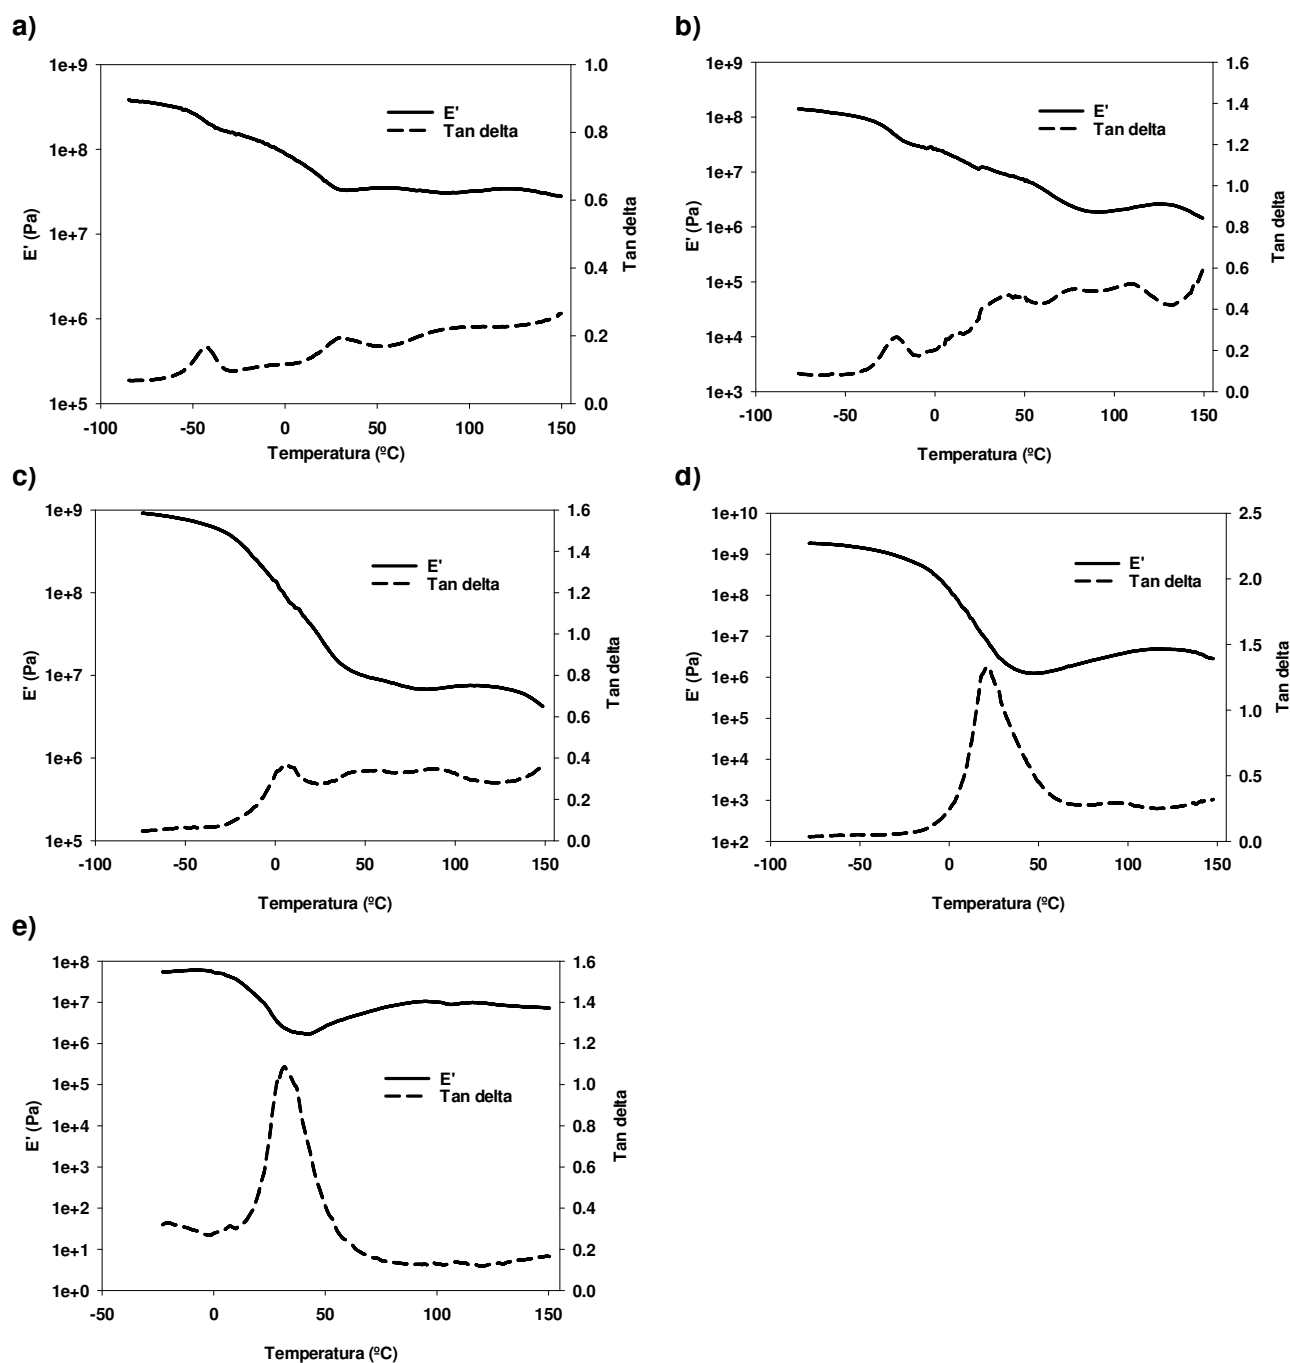 a)
1e+9
1e+8
1e+7
1e+6
1e+5
E' (Pa)
1.0
0.8
0.6
0.4
0.2
0.0
Tan delta
E'
Tan delta
-100 -50 0 50 100 150
Temperatura (ºC)
b)
1e+9
1e+8
1e+7
1e+6
1e+5
1e+4
1e+3
E' (Pa)
1.6
1.4
1.2
1.0
0.8
0.6
0.4
0.2
0.0
Tan delta
E'
Tan delta
-100 -50 0 50 100 150
Temperatura (ºC)
c)
1e+9
1e+8
1e+7
1e+6
1e+5
E' (Pa)
1.6
1.4
1.2
1.0
0.8
0.6
0.4
0.2
0.0
Tan delta
E'
Tan delta
-100 -50 0 50 100 150
Temperatura (ºC)
d)
1e+10
1e+9
1e+8
1e+7
1e+6
1e+5
1e+4
1e+3
1e+2
E' (Pa)
2.5
2.0
1.5
1.0
0.5
0.0
Tan delta
E'
Tan delta
-100 -50 0 50 100 150
Temperatura (ºC)
e)
1e+8
1e+7
1e+6
1e+5
1e+4
1e+3
1e+2
1e+1
1e+0
E' (Pa)
1.6
1.4
1.2
1.0
0.8
0.6
0.4
0.2
0.0
Tan delta
E'
Tan delta
-50 0 50 100 150
Temperatura (ºC)